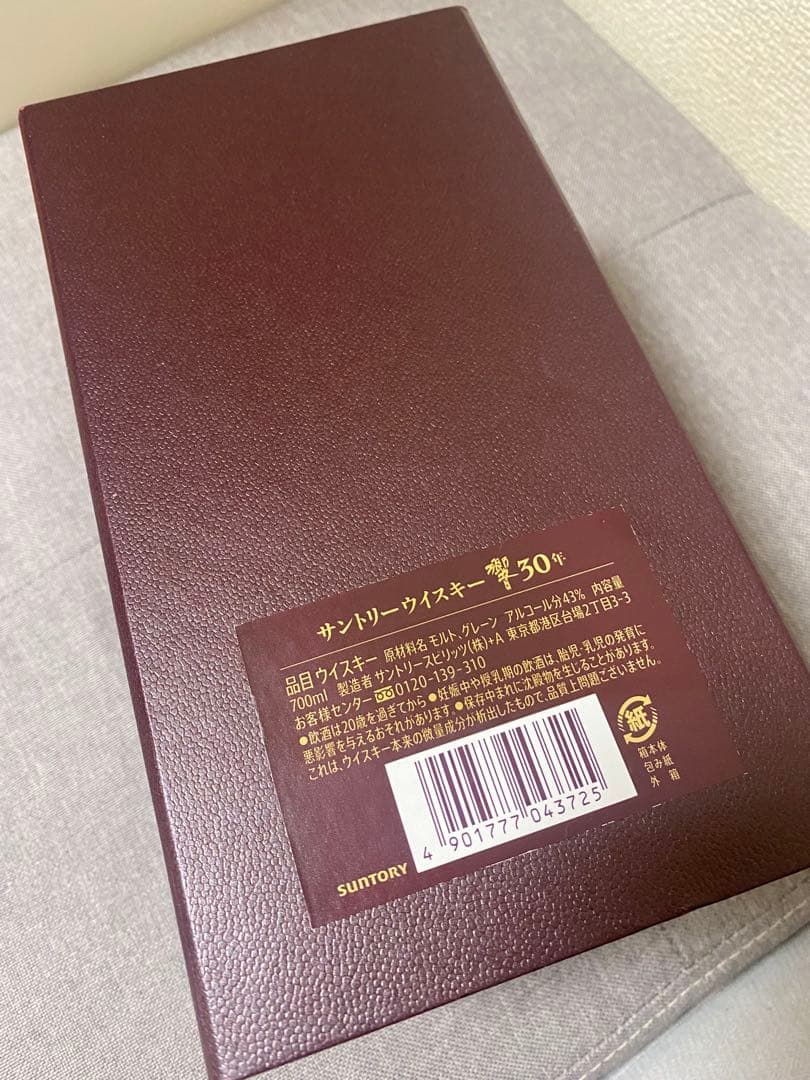 サントリーウイスキー 響 30年
品目 ウイスキー 原材料名 モルト、グレーン アルコール分43% 内容量
700ml 製造者 サントリースピリッツ(株)+A 東京都港区台場2丁目3-3
お客様センター 0120-139-310
●飲酒は20歳を過ぎてから ●妊娠中や授乳期の飲酒は、胎児・乳児の発育に
悪影響を与えるおそれがあります。●保存中まれに沈殿物を生じることがあります。
これは、ウイスキー本来の微量成分が析出したもので、品質上問題ございません。
紙
箱本体
包み紙
外 箱
4 901777 043725
SUNTORY